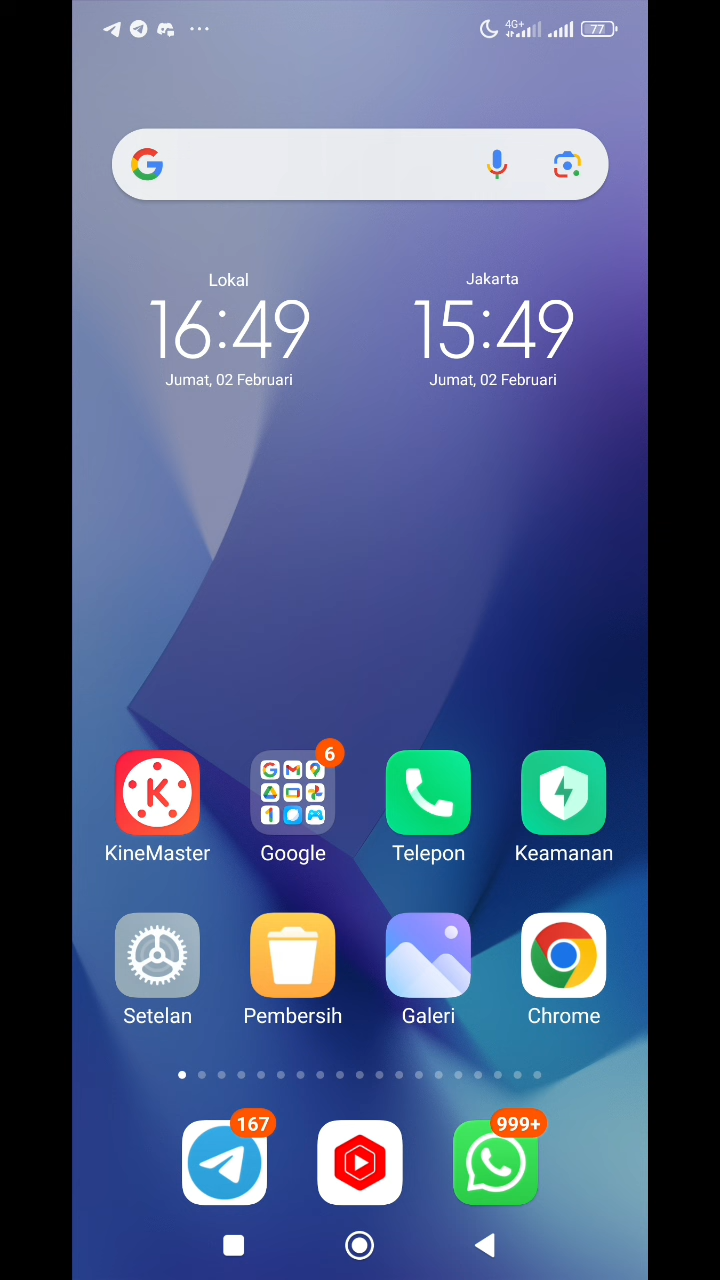 4G+
77
Lokal
Jakarta
16:49
15:49
Jumat, 02 Februari
Jumat, 02 Februari
6
KineMaster
Google
Telepon
Keamanan
Setelan
Pembersih
Galeri
Chrome
167
999+